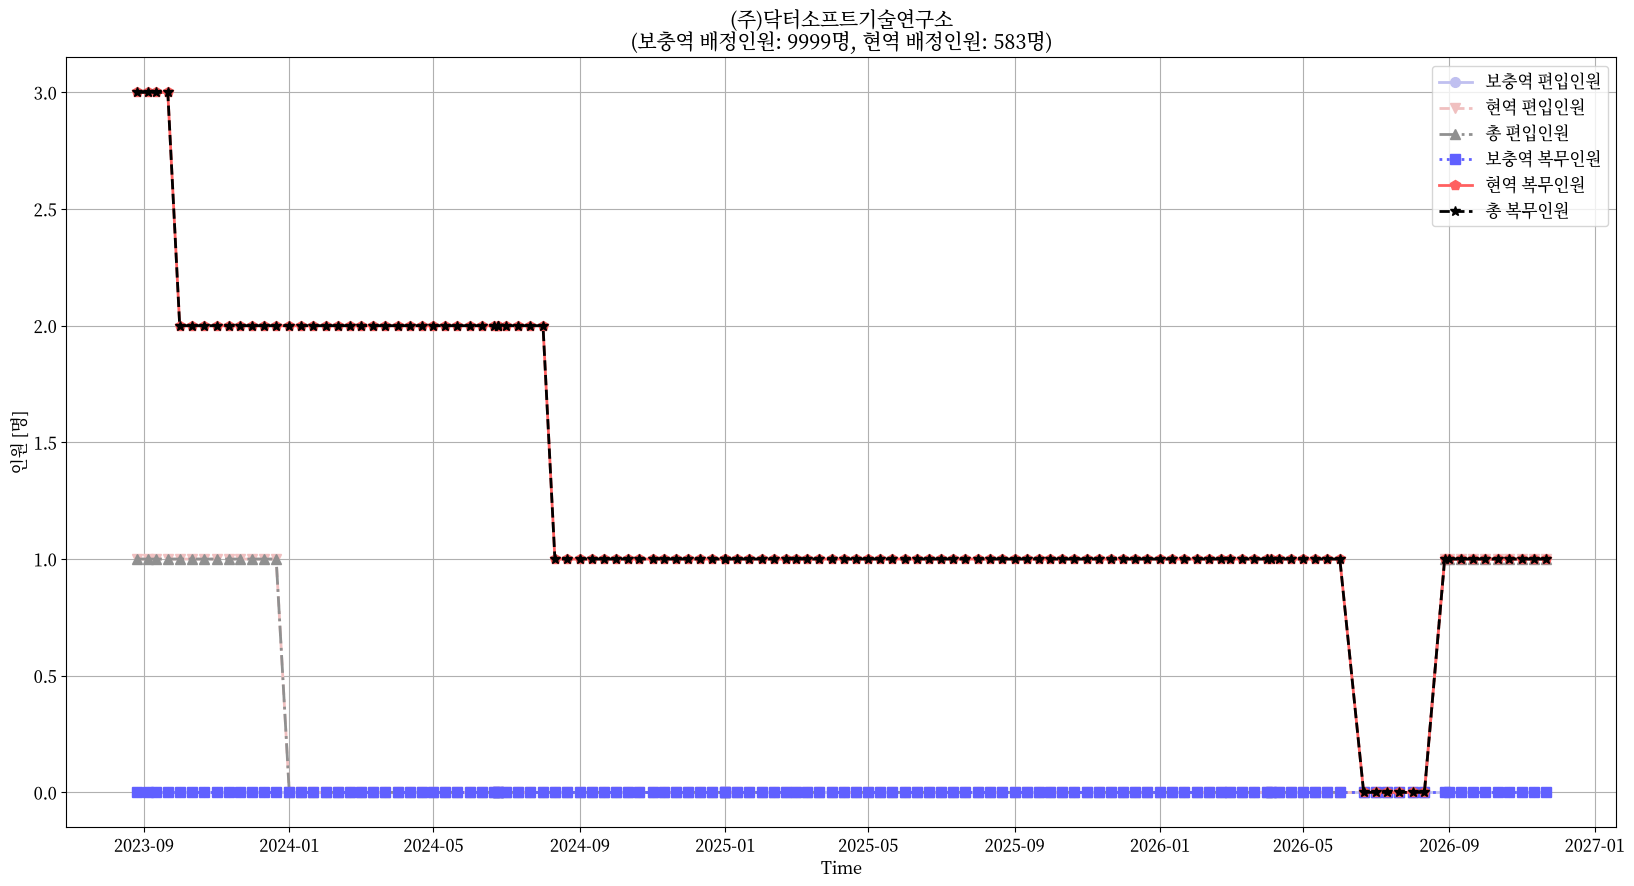 (주)닥터소프트기술연구소
(보충역 배정인원: 9999명, 현역 배정인원: 583명)
보충역 편입인원
현역 편입인원
총 편입인원
보충역 복무인원
현역 복무인원
총 복무인원
인원 [명]
3.0
2.5
2.0
1.5
1.0
0.5
0.0
2023-09
2024-01
2024-05
2024-09
2025-01
2025-05
2025-09
2026-01
2026-05
2026-09
2027-01
Time